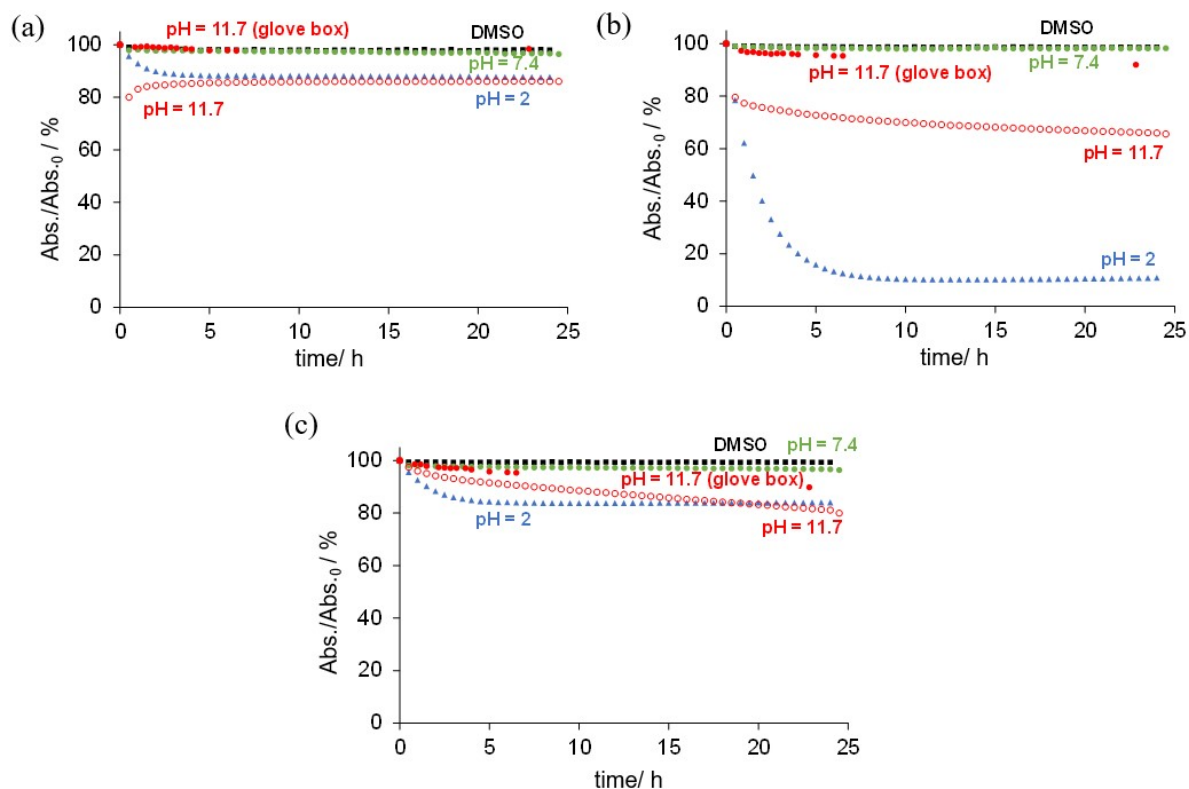 (a)
pH = 11.7 (glove box)
DMSO
pH = 7.4
pH = 2
pH = 11.7
Abs./Abs.₀ / %
120
100
80
60
40
20
0
0 5 10 15 20 25
time/ h
(b)
DMSO
pH = 7.4
pH = 11.7 (glove box)
pH = 11.7
pH = 2
Abs./Abs.₀ / %
120
100
80
60
40
20
0
0 5 10 15 20 25
time/ h
(c)
DMSO
pH = 7.4
pH = 11.7 (glove box)
pH = 2
pH = 11.7
Abs./Abs.₀ / %
120
100
80
60
40
20
0
0 5 10 15 20 25
time/ h